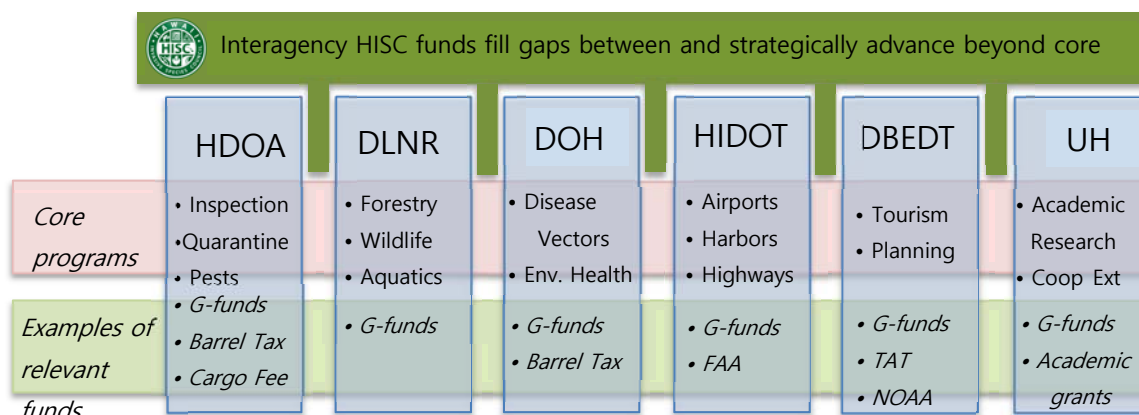 Interagency HISC funds fill gaps between and strategically advance beyond core
HAWAII
HISC
HDOA
DLNR
DOH
HIDOT
DBEDT
UH
Core
programs
• Inspection
•Quarantine
• Pests
• Forestry
• Wildlife
• Aquatics
• Disease
Vectors
• Env. Health
• Airports
• Harbors
• Highways
• Tourism
• Planning
• Academic
Research
• Coop Ext
Examples of
relevant
funds
• G-funds
• Barrel Tax
• Cargo Fee
• G-funds
• G-funds
• Barrel Tax
• G-funds
• FAA
• G-funds
• TAT
• NOAA
• G-funds
• Academic
grants